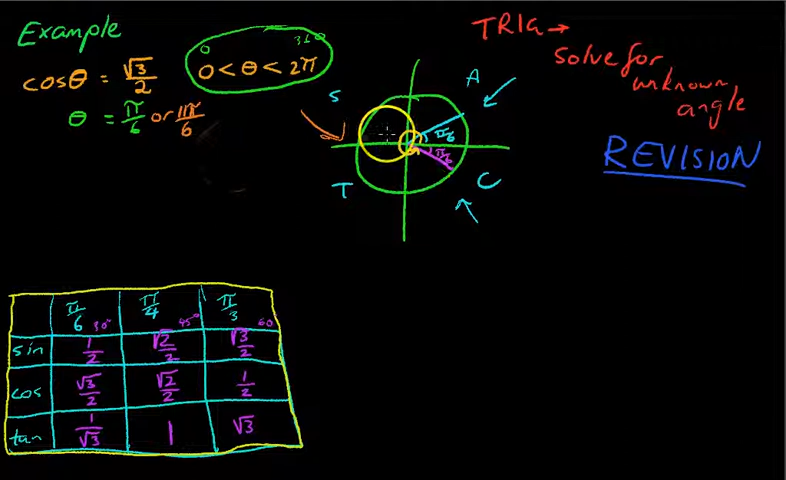 Example
cosθ = √3/2
0 < θ < 2π
0
360
θ = π/6 or 11π/6
TRIG →
solve for
unknown
angle
REVISION
S
A
T
C
π/6
π/6
π/6 30°
π/4 45°
π/3 60
sin 1/2 √2/2 √3/2
cos √3/2 √2/2 1/2
tan 1/√3 1 √3